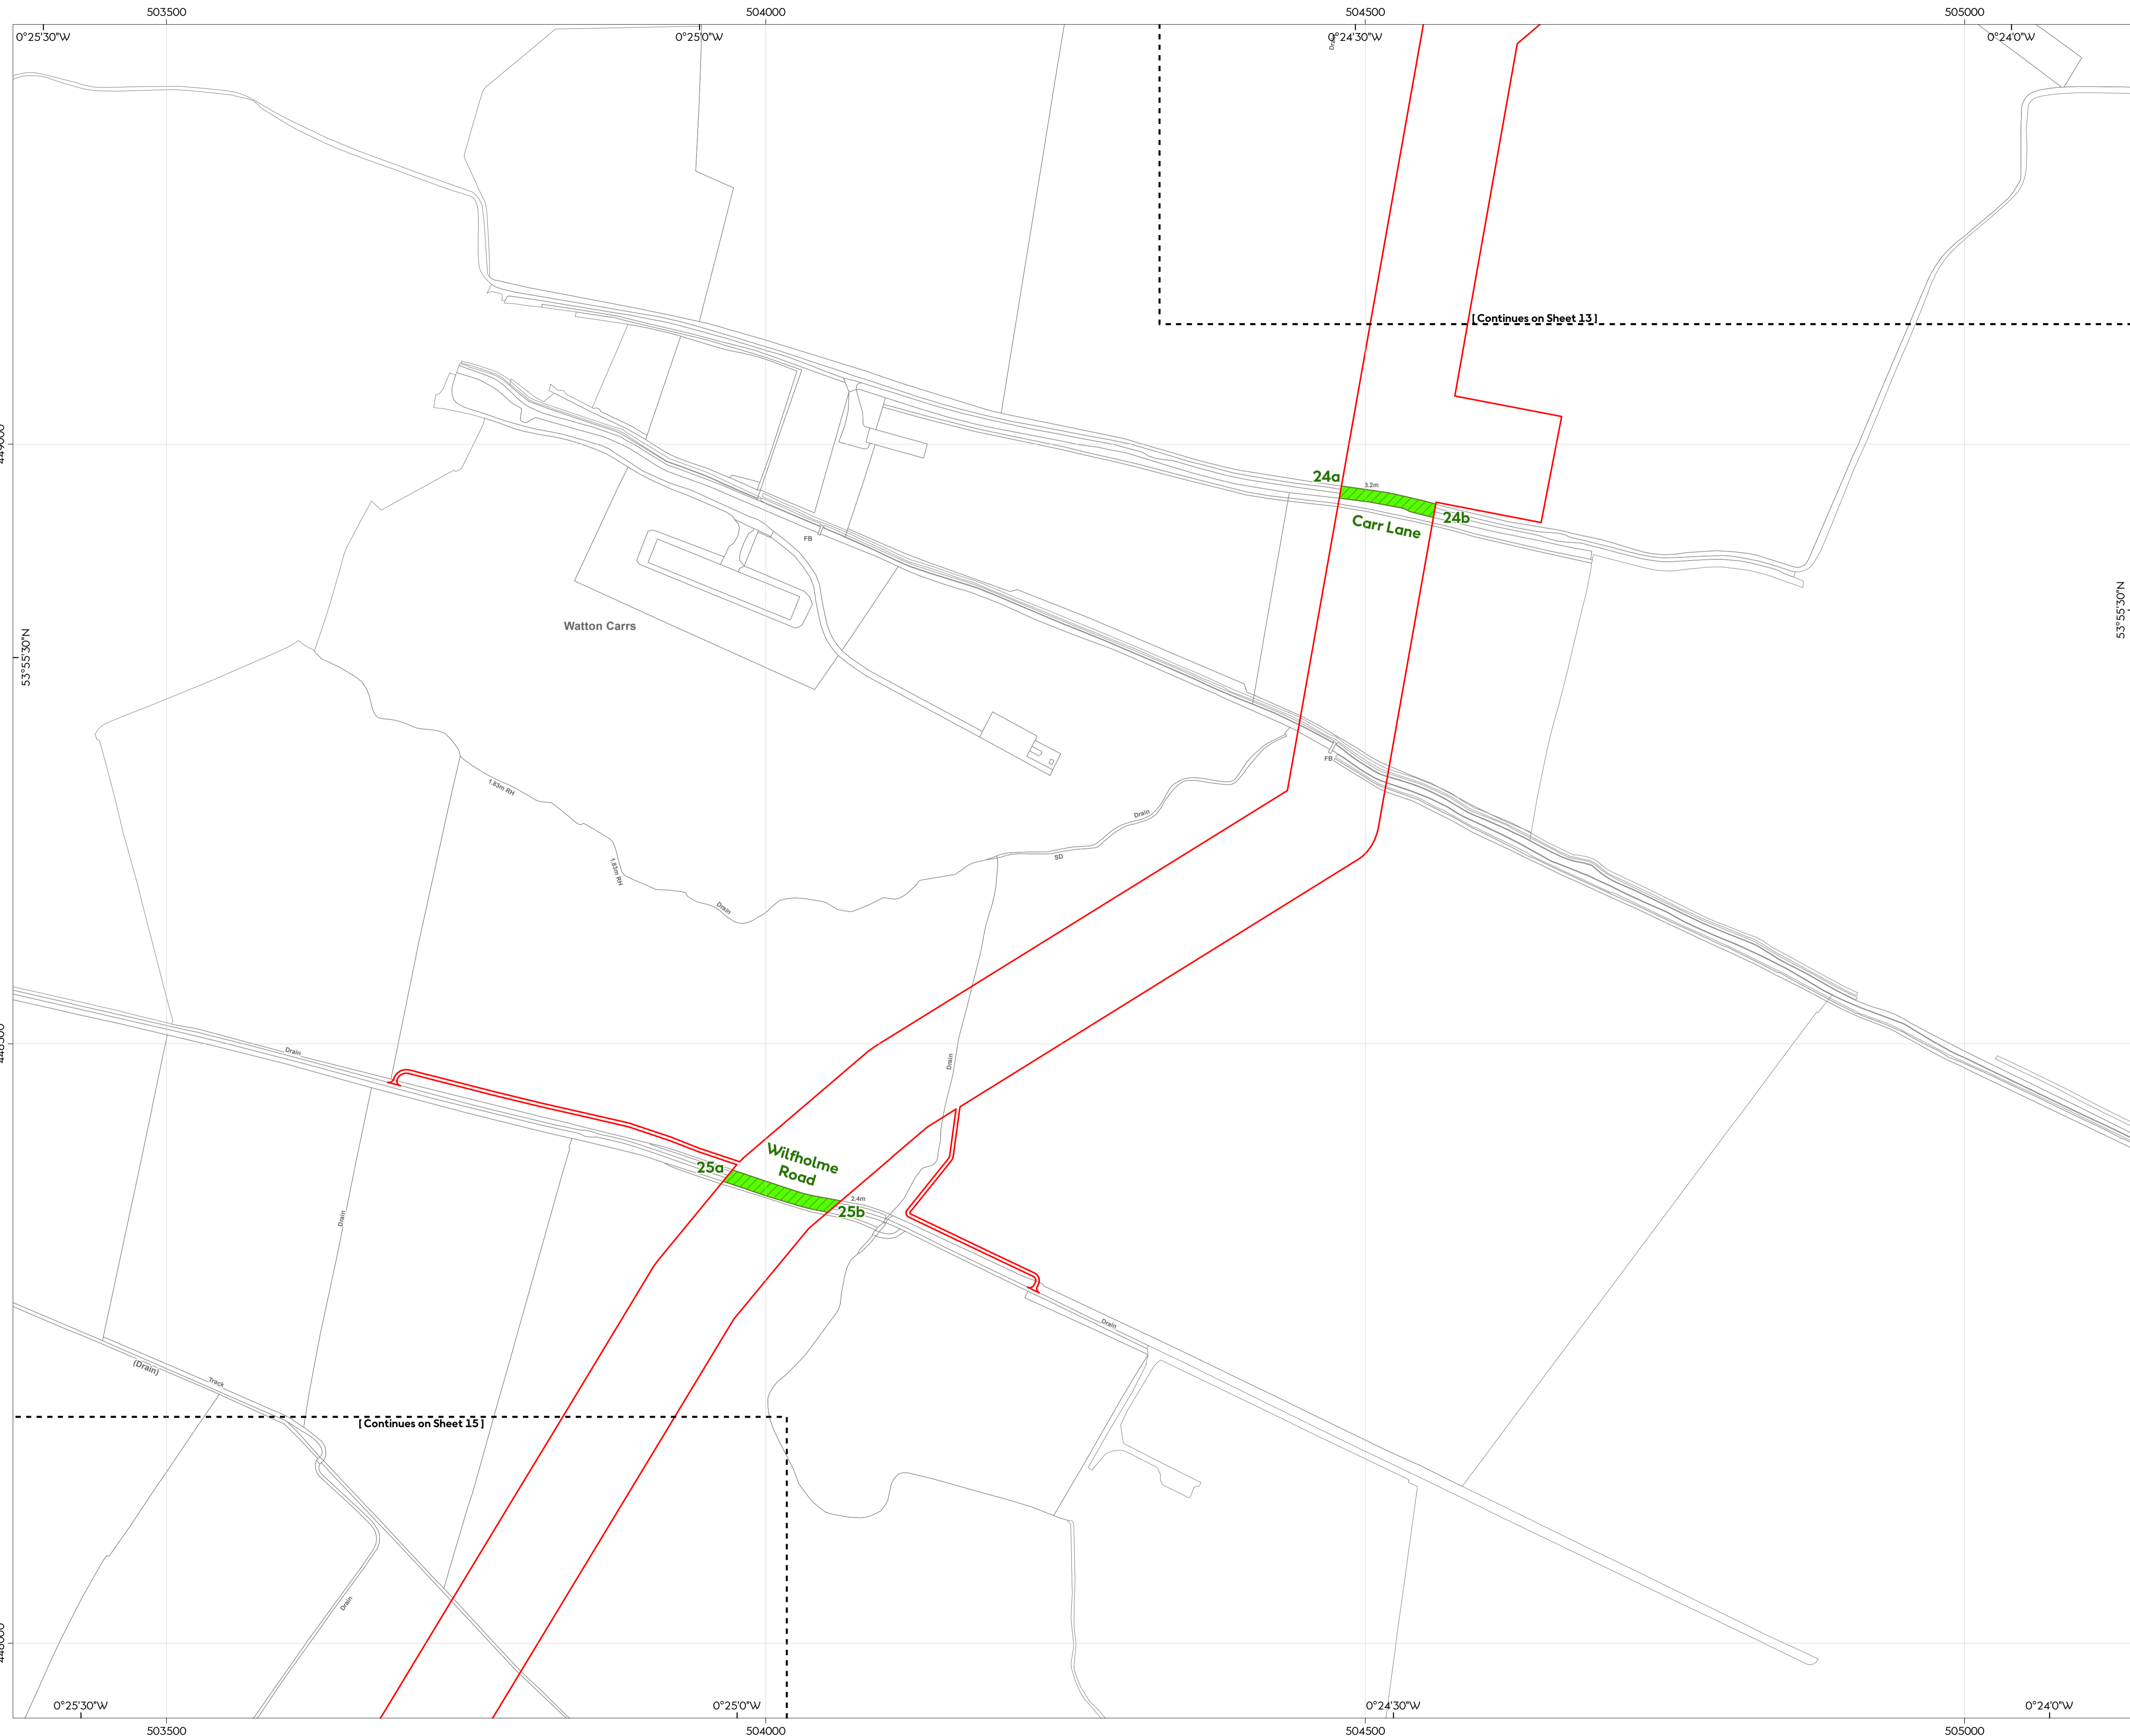 503500
504000
504500
505000
0°25'30"W
0°25'0"W
0°24'30"W
0°24'0"W
[ Continues on Sheet 13 ]
24a
3.2m
24b
Carr Lane
FB
53°55'30"N
53°55'30"N
Watton Carrs
FB
1.83m RH
Drain
SD
1.83m RH
Drain
Drain
Drain
Wilfholme
Road
25a
2.4m
25b
Drain
Drain
(Drain)
Track
[ Continues on Sheet 15 ]
Drain
0°25'30"W
0°25'0"W
0°24'30"W
0°24'0"W
503500
504000
504500
505000